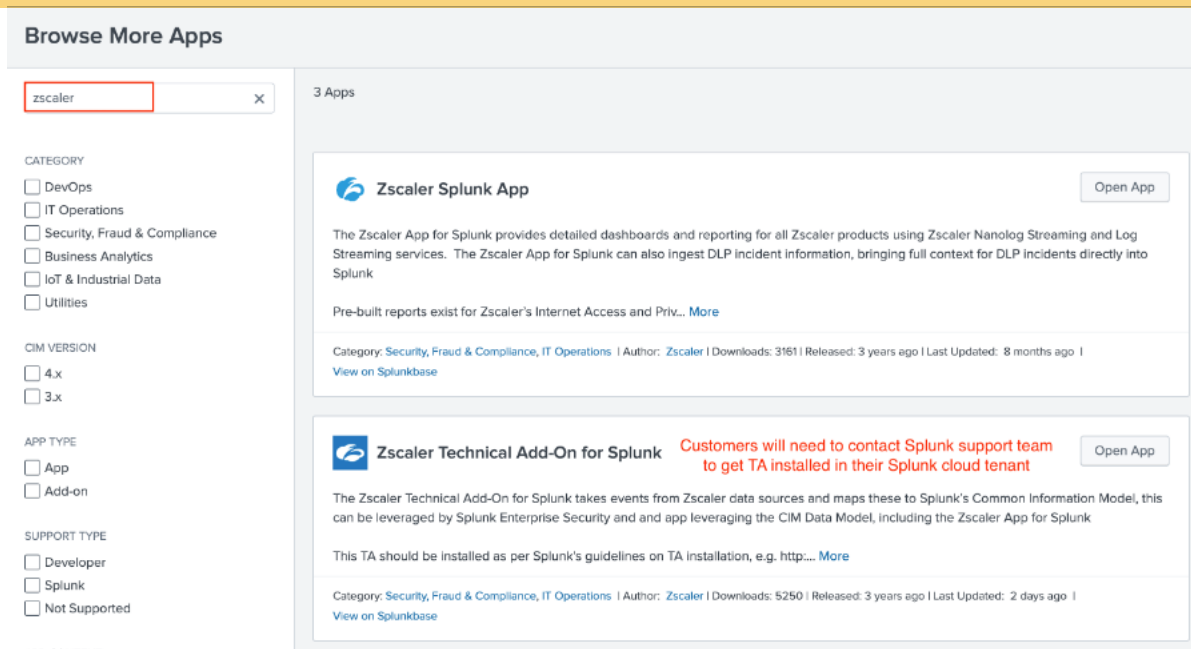 Browse More Apps
zscaler
CATEGORY
DevOps
IT Operations
Security, Fraud & Compliance
Business Analytics
IoT & Industrial Data
Utilities
CIM VERSION
4.x
3.x
APP TYPE
App
Add-on
SUPPORT TYPE
Developer
Splunk
Not Supported
3 Apps
Zscaler Splunk App
Open App
The Zscaler App for Splunk provides detailed dashboards and reporting for all Zscaler products using Zscaler Nanolog Streaming and Log
Streaming services. The Zscaler App for Splunk can also ingest DLP incident information, bringing full context for DLP incidents directly into
Splunk
Pre-built reports exist for Zscaler's Internet Access and Priv... More
Category: Security, Fraud & Compliance, IT Operations | Author: Zscaler | Downloads: 3161 | Released: 3 years ago | Last Updated: 8 months ago |
View on Splunkbase
Zscaler Technical Add-On for Splunk
Customers will need to contact Splunk support team
to get TA installed in their Splunk cloud tenant
Open App
The Zscaler Technical Add-On for Splunk takes events from Zscaler data sources and maps these to Splunk's Common Information Model, this
can be leveraged by Splunk Enterprise Security and and app leveraging the CIM Data Model, including the Zscaler App for Splunk
This TA should be installed as per Splunk's guidelines on TA installation, e.g. http:... More
Category: Security, Fraud & Compliance, IT Operations | Author: Zscaler | Downloads: 5250 | Released: 3 years ago | Last Updated: 2 days ago |
View on Splunkbase